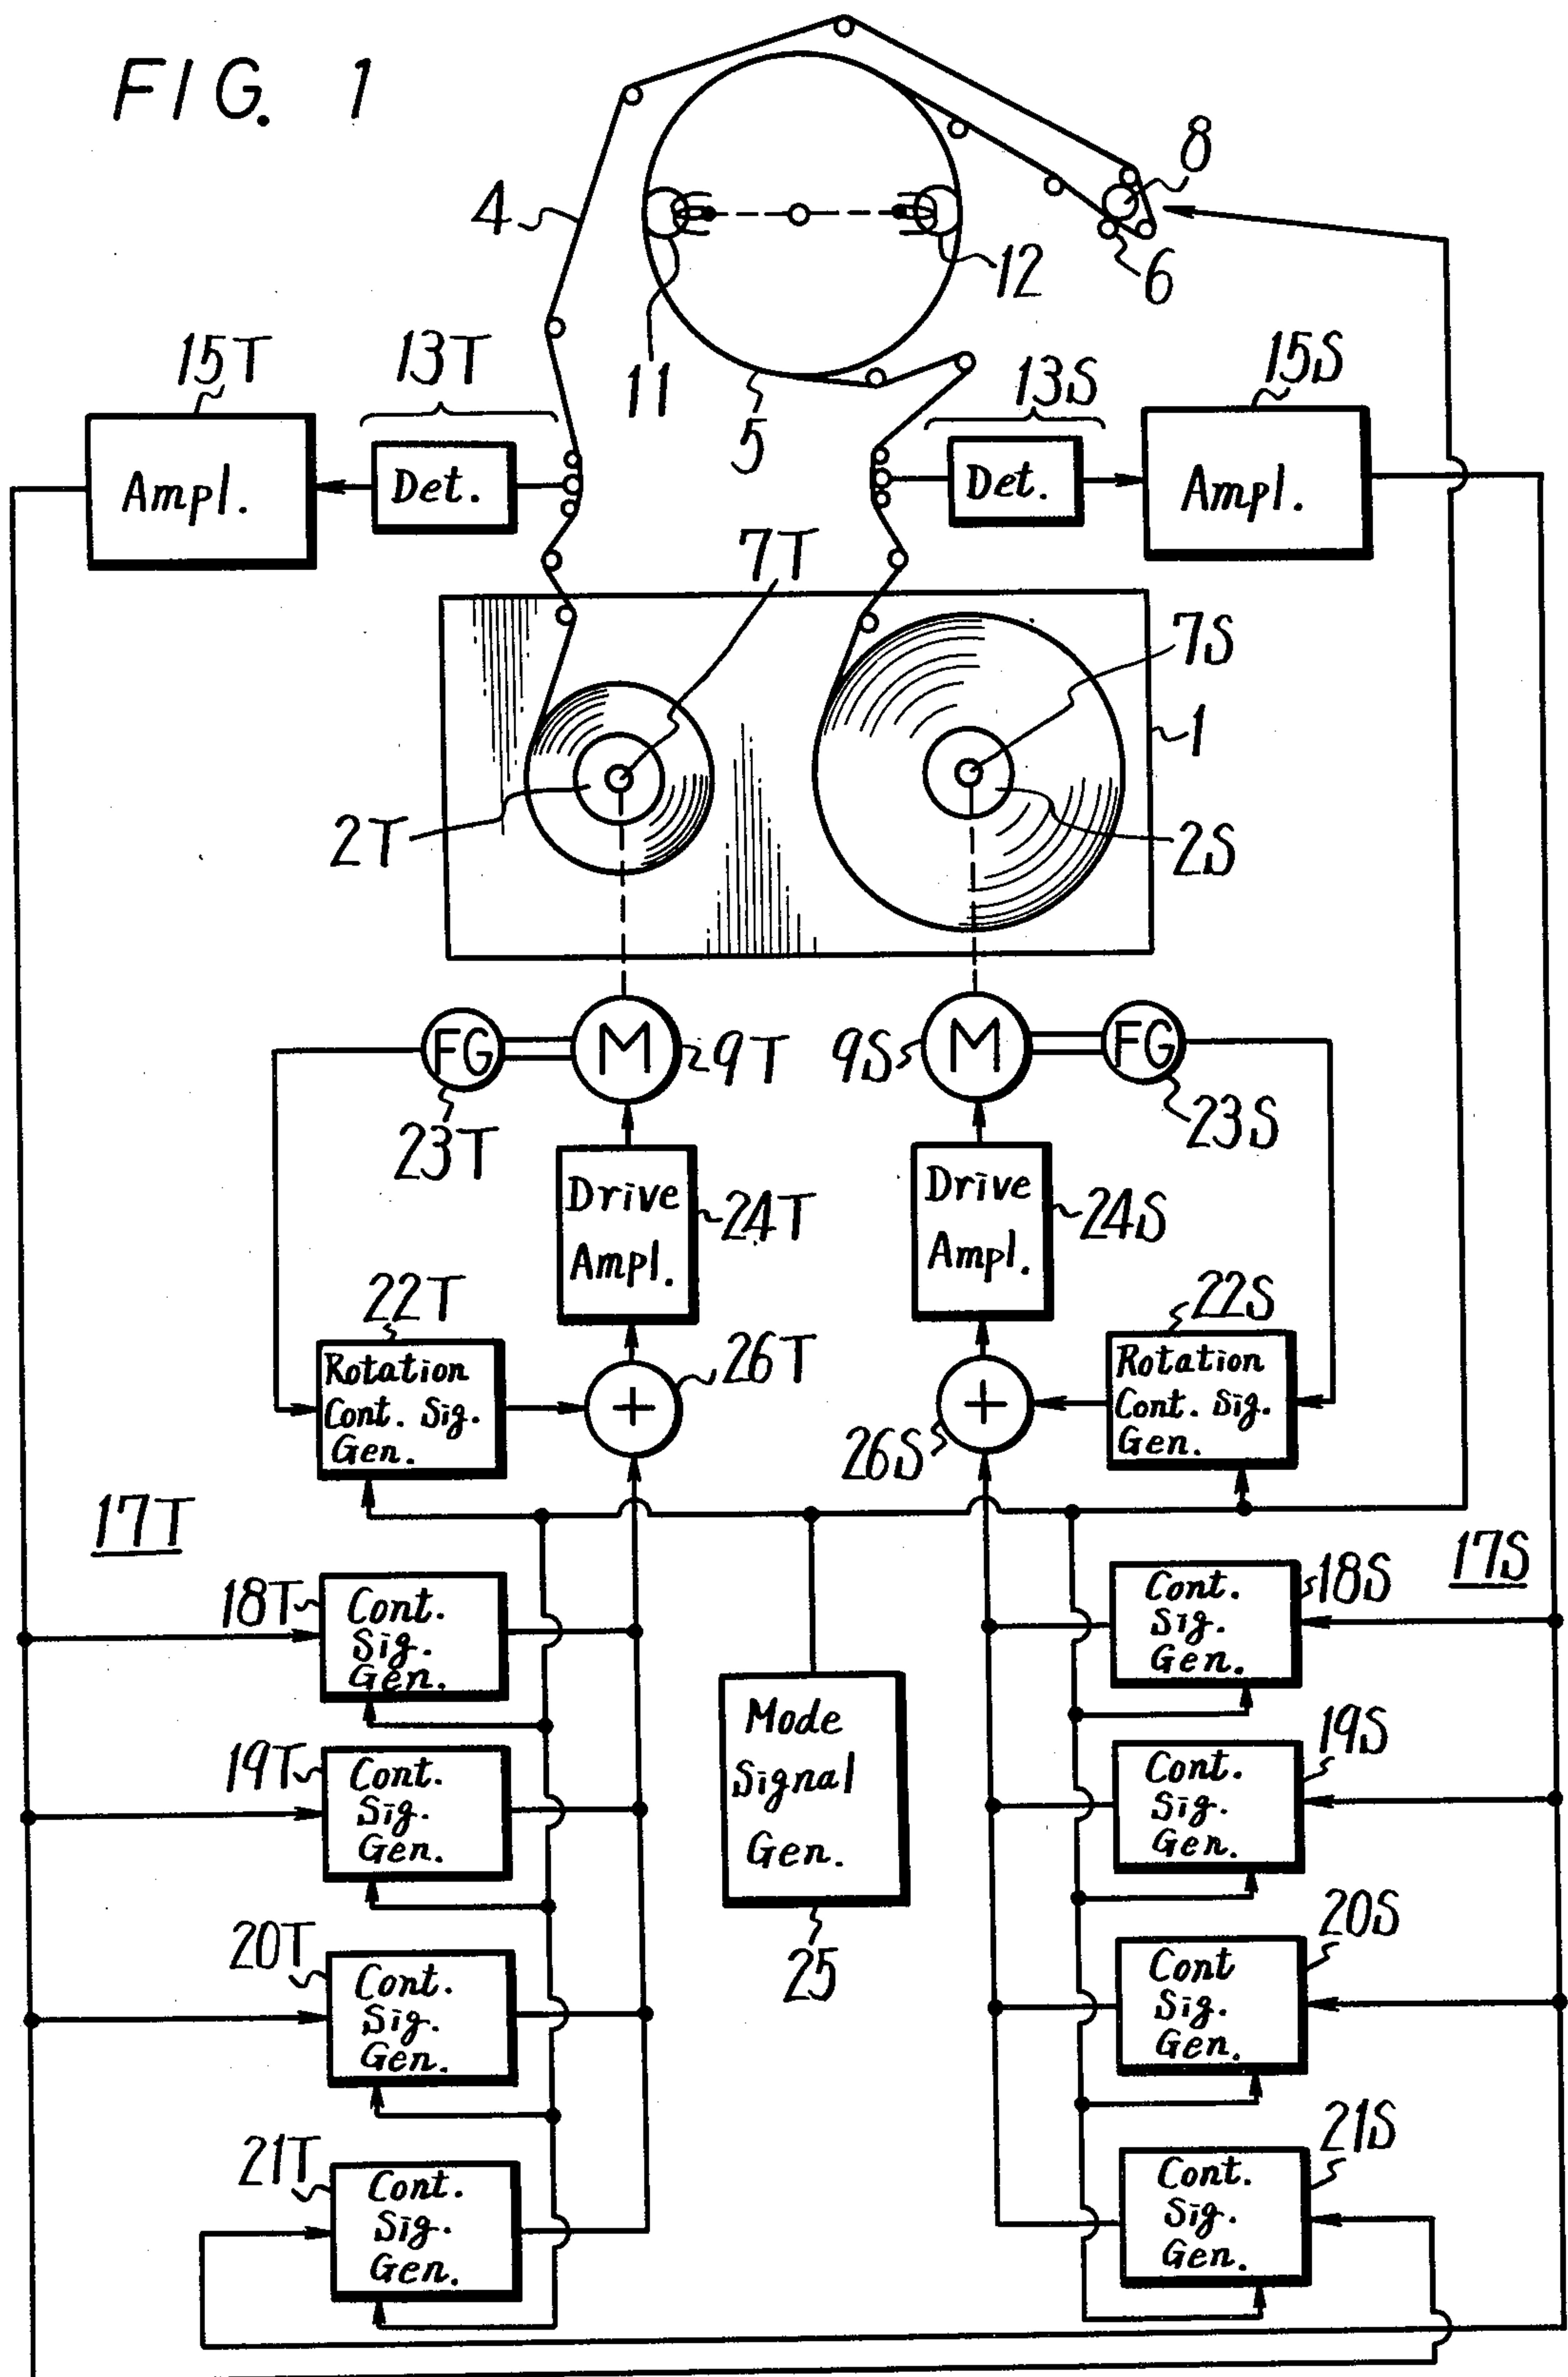 FIG. 1
4
8
6
12
11
5
15T
13T
13S
15S
Ampl.
Det.
Det.
Ampl.
7T
7S
1
2T
2S
FG
M
9T
9S
M
FG
23T
23S
Drive
Ampl.
24T
Drive
Ampl.
24S
22T
22S
Rotation
Cont. Sig.
Gen.
+
26T
+
26S
Rotation
Cont. Sig.
Gen.
17T
17S
18T
Cont.
Sig.
Gen.
Cont.
Sig.
Gen.
18S
19T
Cont.
Sig.
Gen.
Mode
Signal
Gen.
25
Cont.
Sig.
Gen.
19S
20T
Cont.
Sig.
Gen.
Cont
Sig.
Gen.
20S
21T
Cont.
Sig.
Gen.
Cont.
Sig.
Gen.
21S